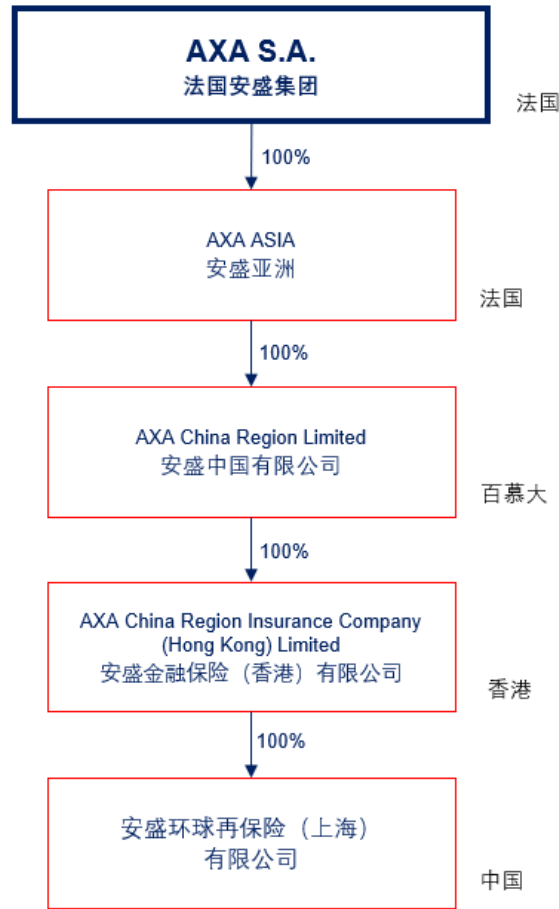 AXA S.A.
法国安盛集团
法国
100%
AXA ASIA
安盛亚洲
法国
100%
AXA China Region Limited
安盛中国有限公司
百慕大
100%
AXA China Region Insurance Company
(Hong Kong) Limited
安盛金融保险（香港）有限公司
香港
100%
安盛环球再保险（上海）
有限公司
中国